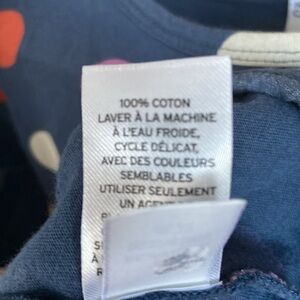 100% COTON
LAVER À LA MACHINE
À L'EAU FROIDE,
CYCLE DÉLICAT,
AVEC DES COULEURS
SEMBLABLES
UTILISER SEULEMENT
UN AGENT